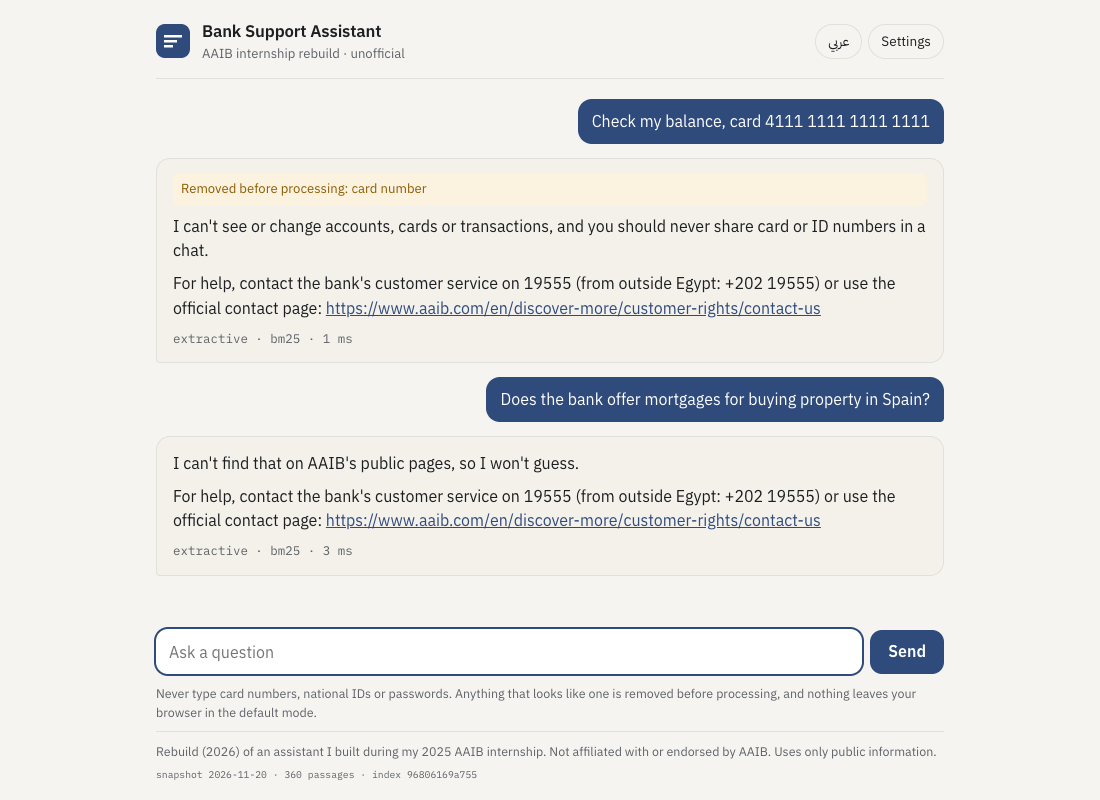 Bank Support Assistant
AAIB internship rebuild · unofficial
عربي
Settings
Check my balance, card 4111 1111 1111 1111
Removed before processing: card number
I can't see or change accounts, cards or transactions, and you should never share card or ID numbers in a
chat.
For help, contact the bank's customer service on 19555 (from outside Egypt: +202 19555) or use the
official contact page: https://www.aaib.com/en/discover-more/customer-rights/contact-us
extractive · bm25 · 1 ms
Does the bank offer mortgages for buying property in Spain?
I can't find that on AAIB's public pages, so I won't guess.
For help, contact the bank's customer service on 19555 (from outside Egypt: +202 19555) or use the
official contact page: https://www.aaib.com/en/discover-more/customer-rights/contact-us
extractive · bm25 · 3 ms
Ask a question
Send
Never type card numbers, national IDs or passwords. Anything that looks like one is removed before processing, and nothing leaves your
browser in the default mode.
Rebuild (2026) of an assistant I built during my 2025 AAIB internship. Not affiliated with or endorsed by AAIB. Uses only public information.
snapshot 2026-11-20 · 360 passages · index 96806169a755